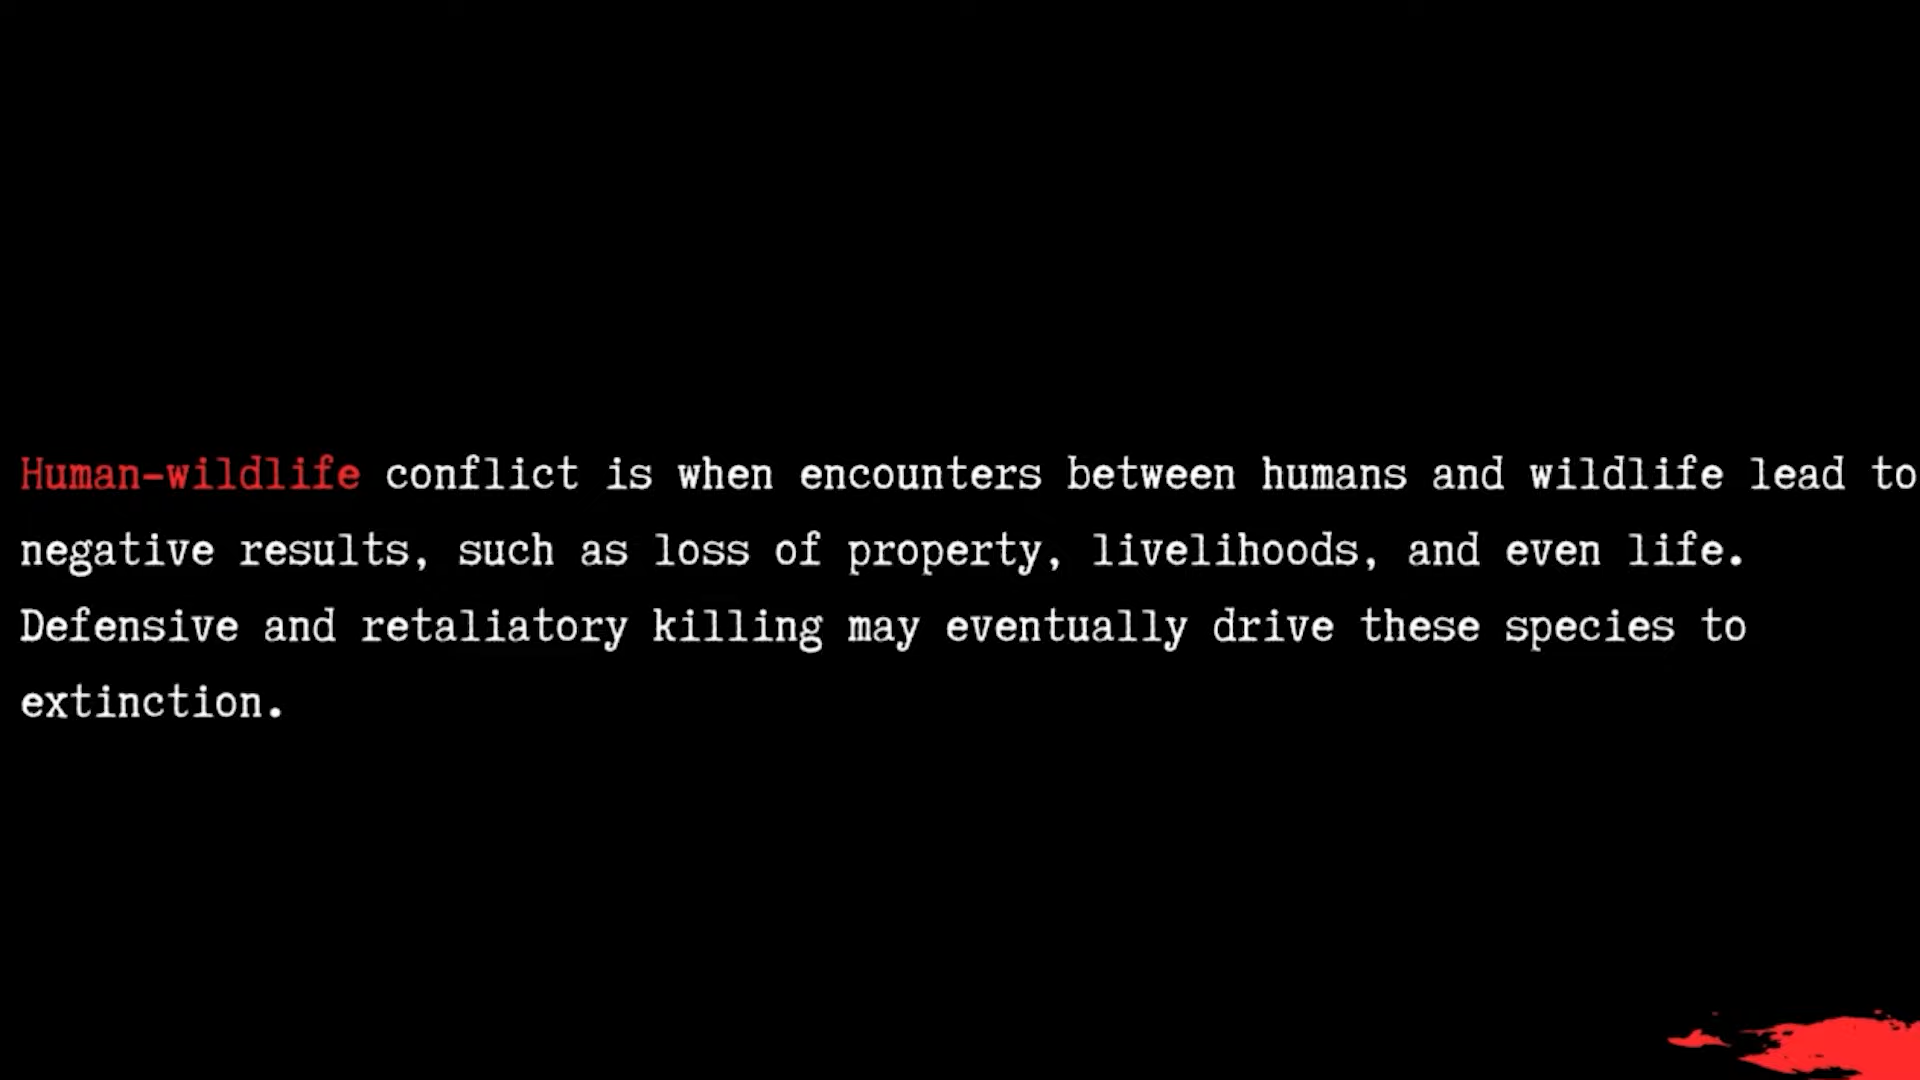 Human-wildlife conflict is when encounters between humans and wildlife lead to
negative results, such as loss of property, livelihoods, and even life.
Defensive and retaliatory killing may eventually drive these species to
extinction.